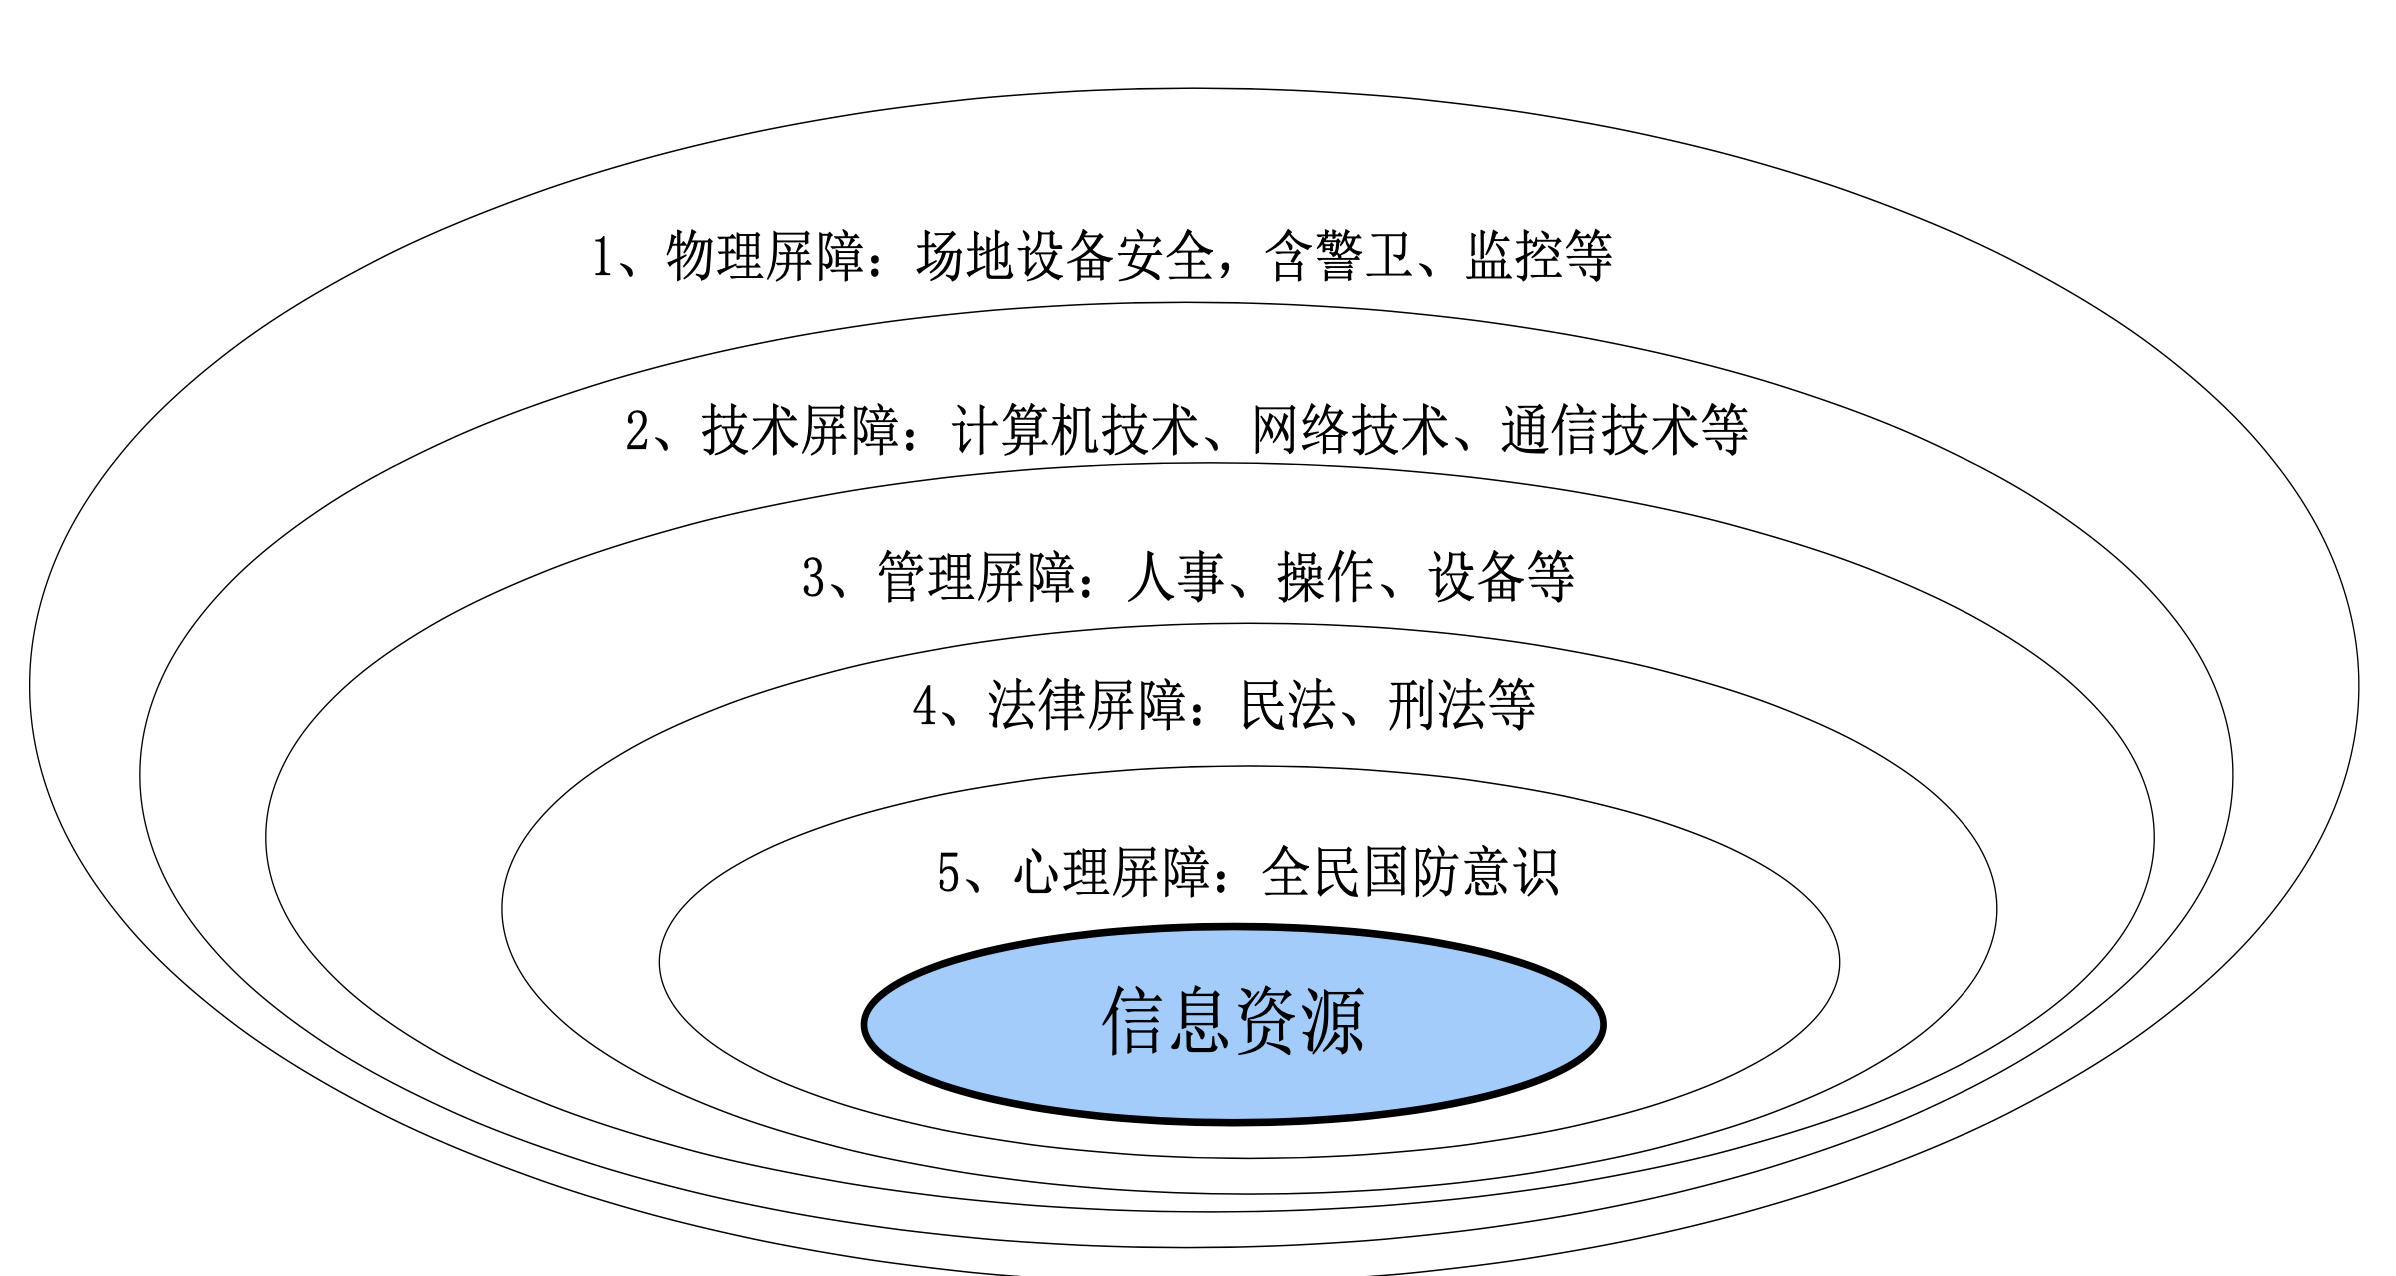 1、物理屏障：场地设备安全，含警卫、监控等
2、技术屏障：计算机技术、网络技术、通信技术等
3、管理屏障：人事、操作、设备等
4、法律屏障：民法、刑法等
5、心理屏障：全民国防意识
信息资源